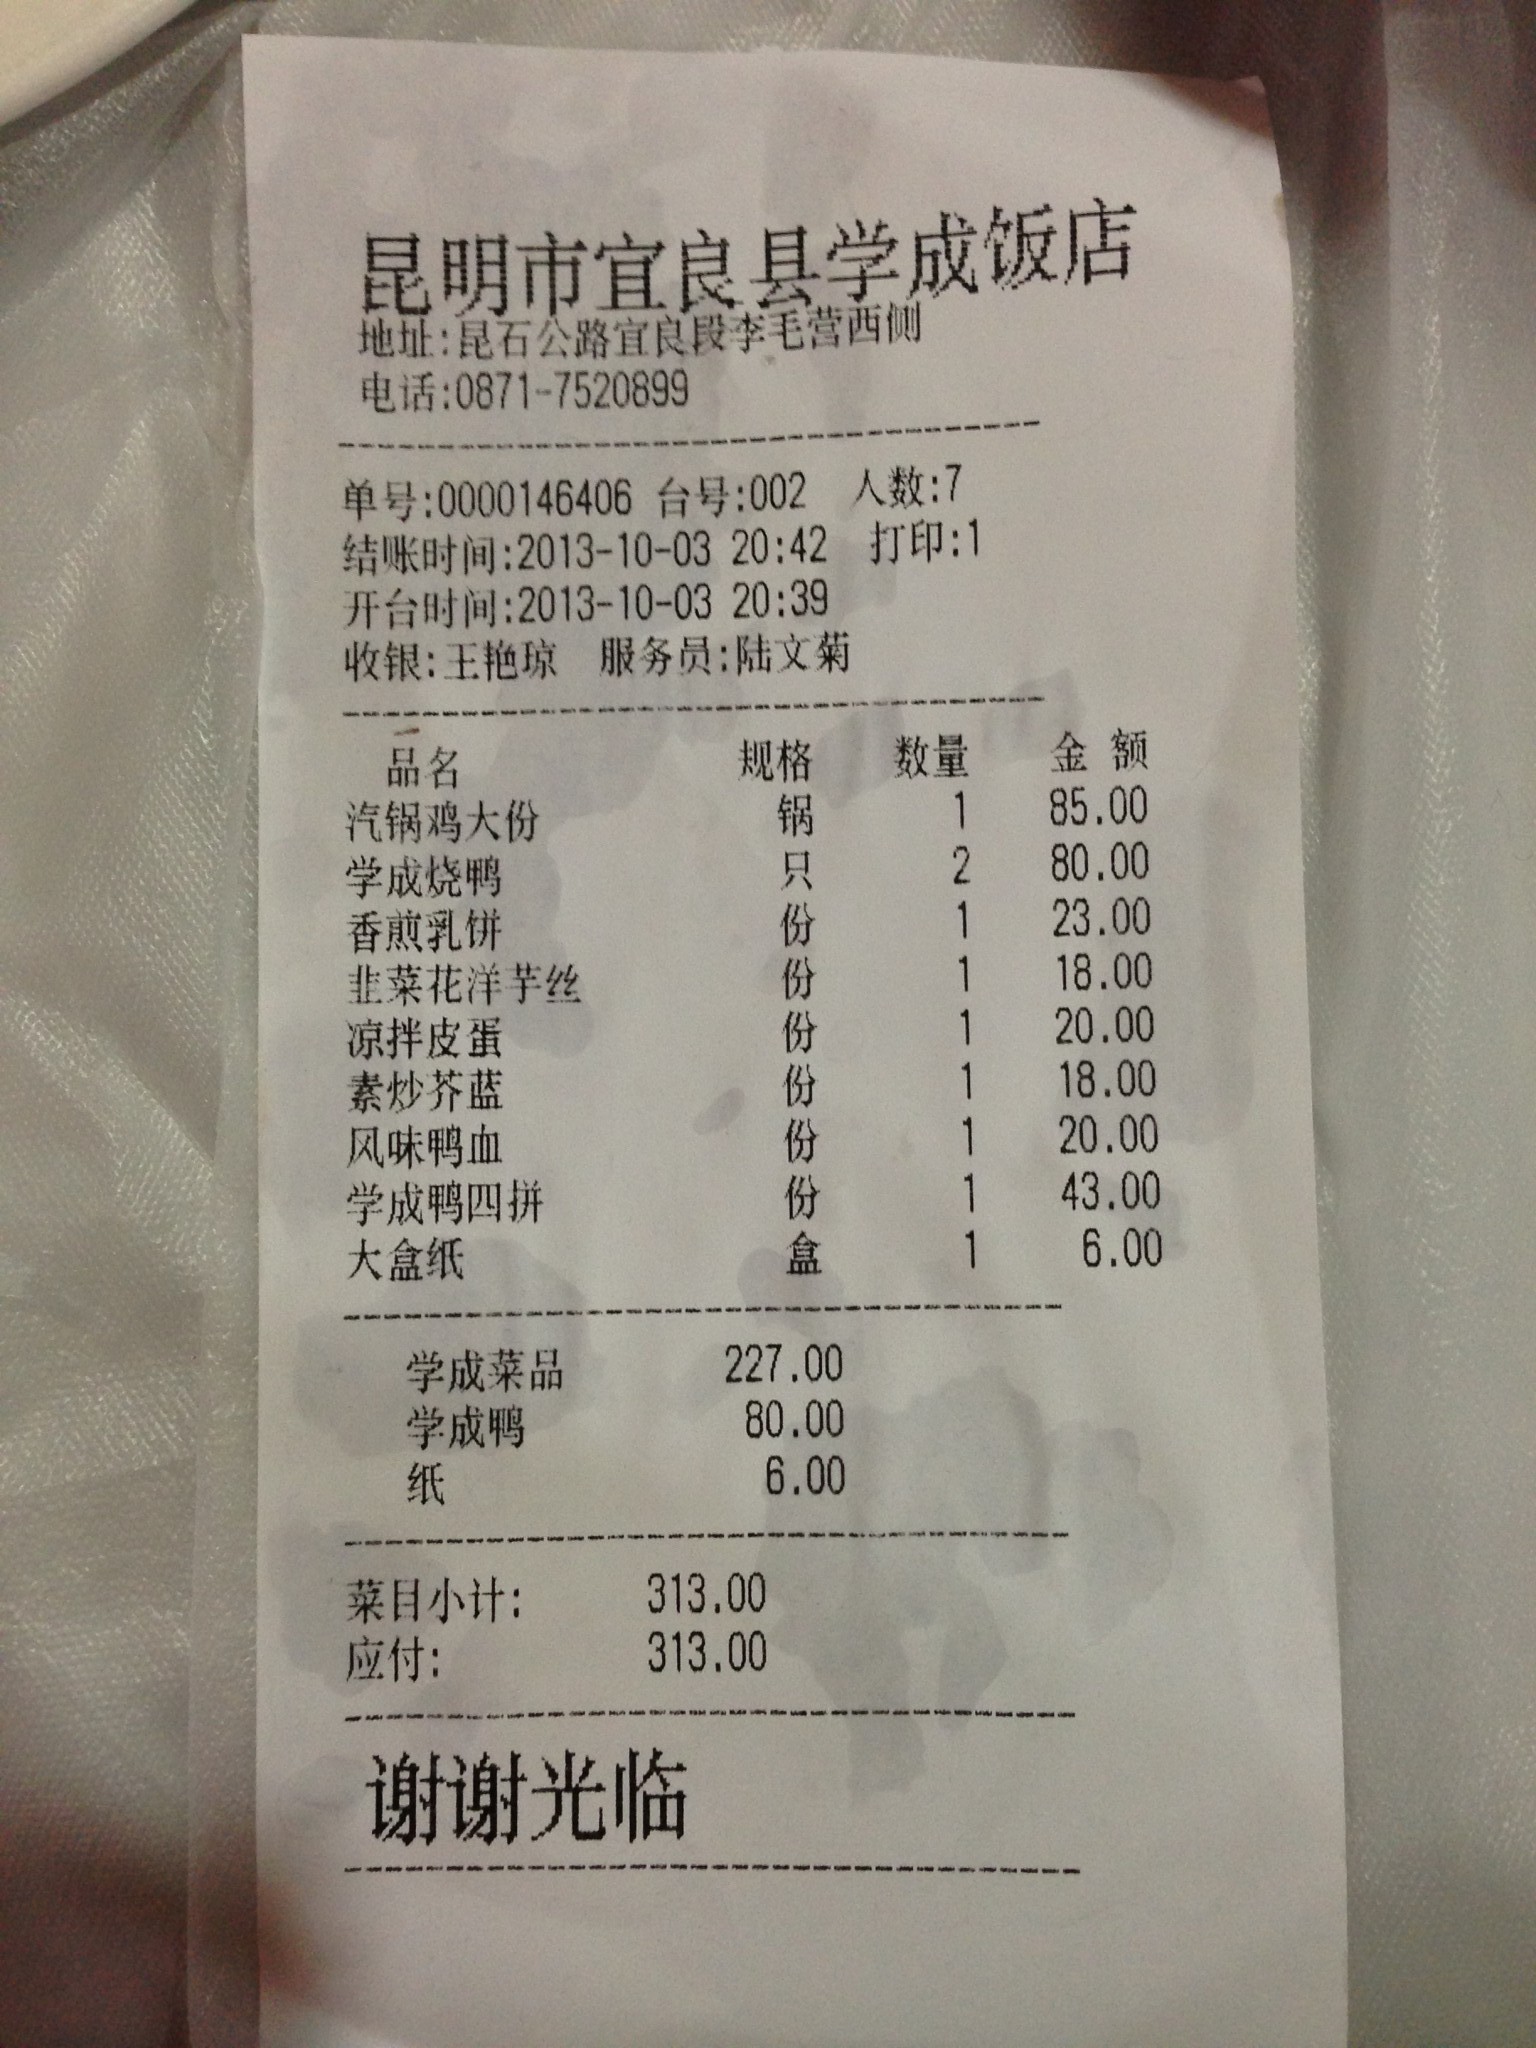 昆明市宜良县学成饭店
地址:昆石公路宜良段李毛营西侧
电话:0871-7520899
单号:0000146406 台号:002 人数:7
结账时间:2013-10-03 20:42 打印:1
开台时间:2013-10-03 20:39
收银:王艳琼 服务员:陆文菊
品名 规格 数量 金 额
汽锅鸡大份 锅 1 85.00
学成烧鸭 只 2 80.00
香煎乳饼 份 1 23.00
韭菜花洋芋丝 份 1 18.00
凉拌皮蛋 份 1 20.00
素炒芥蓝 份 1 18.00
风味鸭血 份 1 20.00
学成鸭四拼 份 1 43.00
大盒纸 盒 1 6.00
学成菜品 227.00
学成鸭 80.00
纸 6.00
菜目小计: 313.00
应付: 313.00
谢谢光临